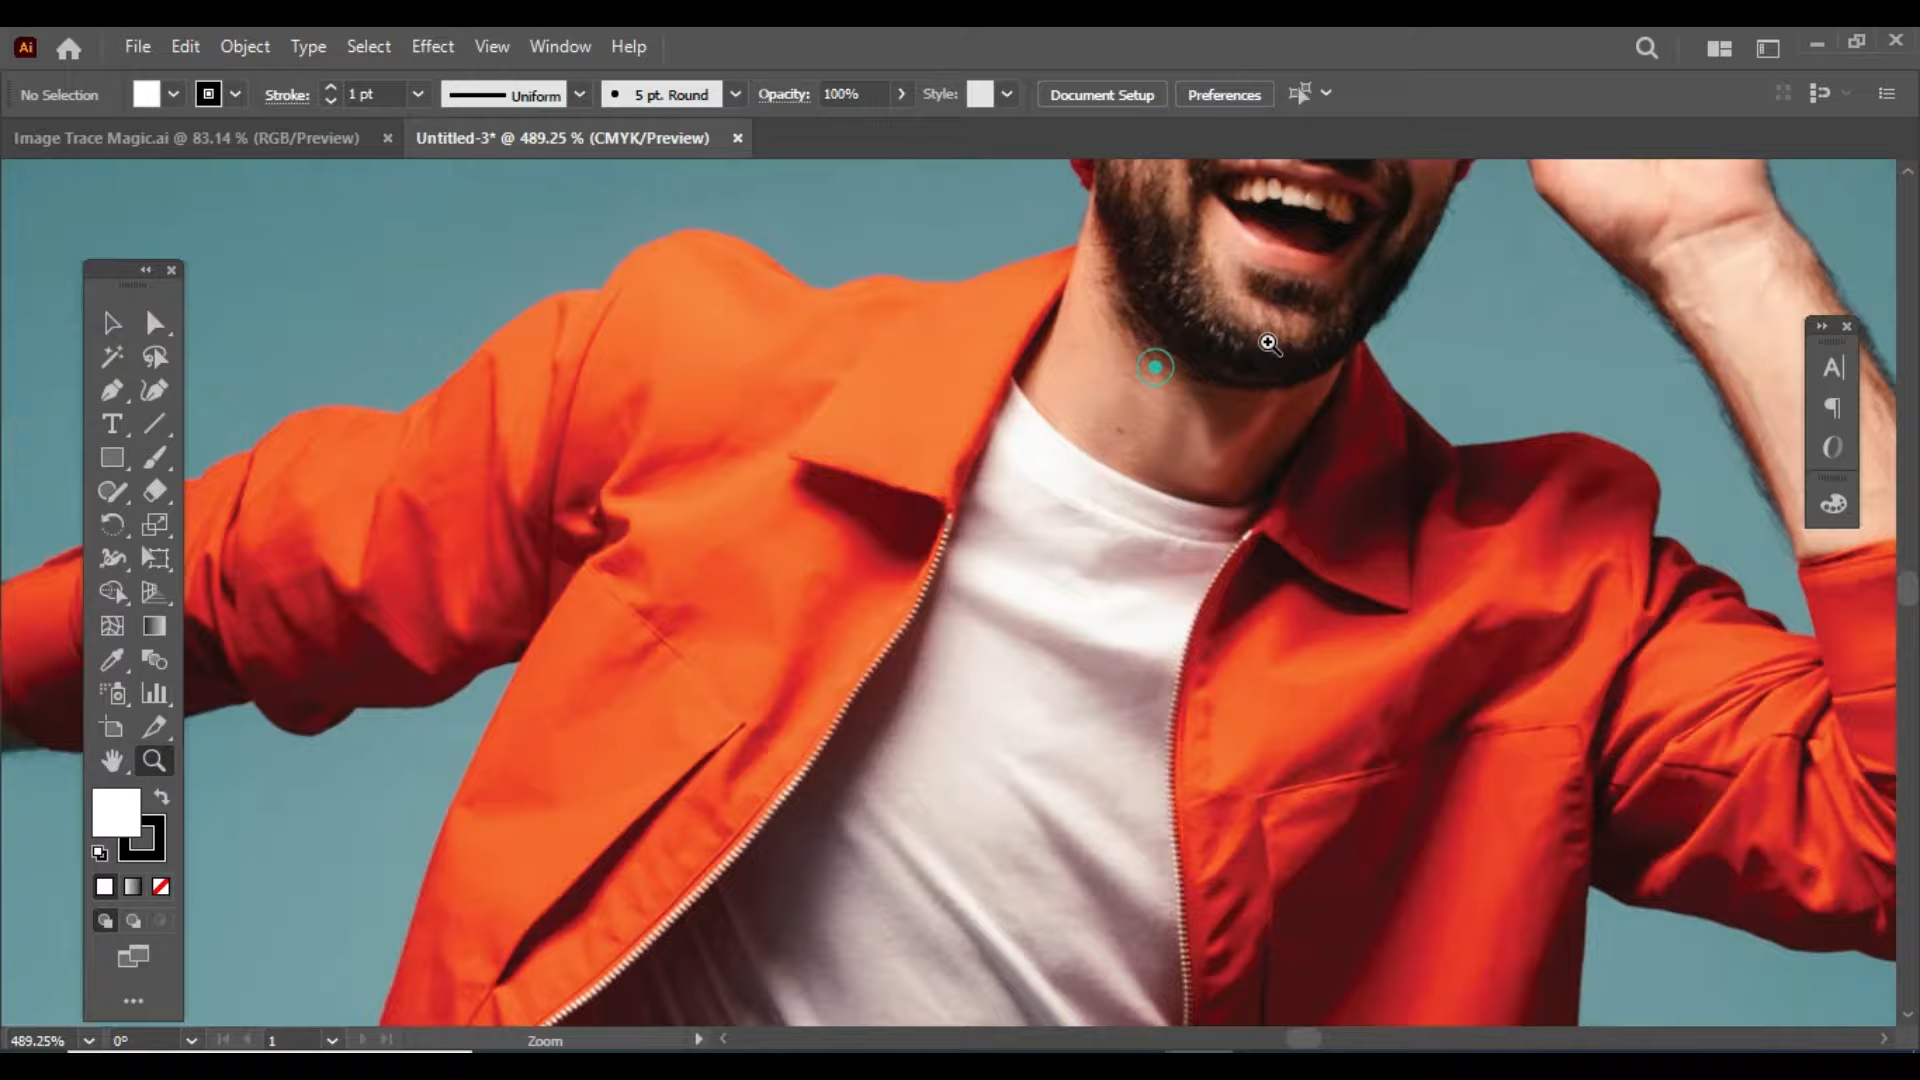 Ai File Edit Object Type Select Effect View Window Help
No Selection Stroke: 1 pt Uniform 5 pt. Round Opacity: 100% Style: Document Setup Preferences
Image Trace Magic.ai @ 83.14 % (RGB/Preview) Untitled-3* @ 489.25 % (CMYK/Preview)
489.25% 0° 1 Zoom